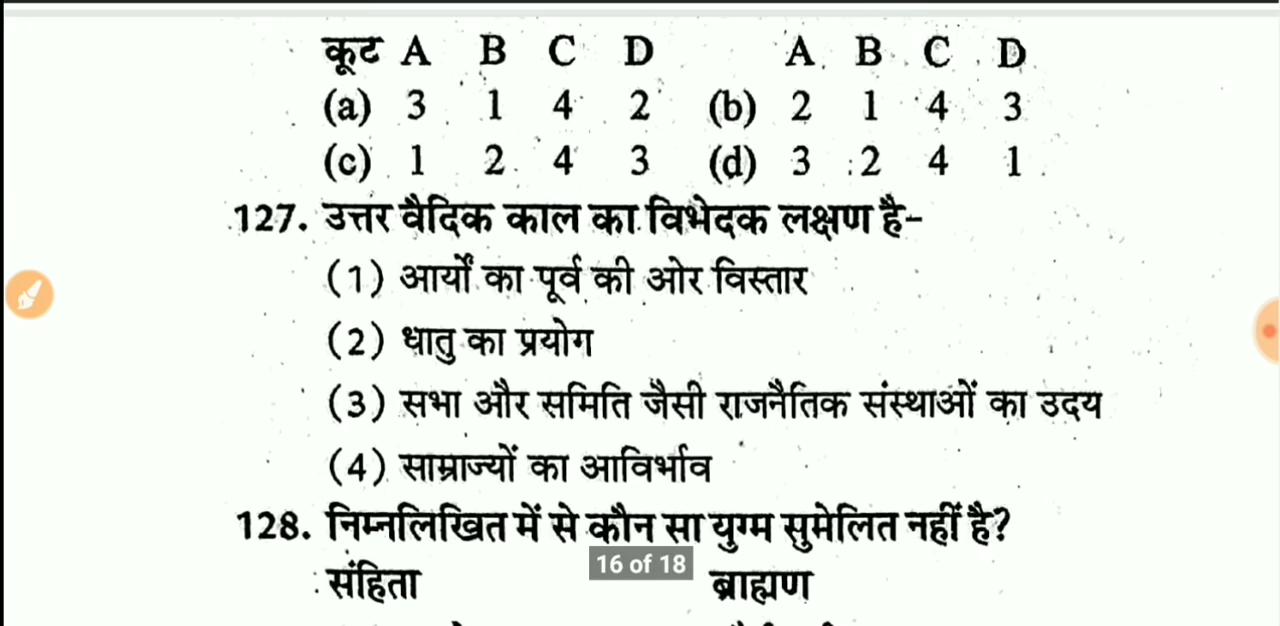 कूट A B C D A B C D
(a) 3 1 4 2 (b) 2 1 4 3
(c) 1 2 4 3 (d) 3 2 4 1
127. उत्तर वैदिक काल का विभेदक लक्षण है-
(1) आर्यों का पूर्व की ओर विस्तार
(2) धातु का प्रयोग
(3) सभा और समिति जैसी राजनैतिक संस्थाओं का उदय
(4) साम्राज्यों का आविर्भाव
128. निम्नलिखित में से कौन सा युग्म सुमेलित नहीं है?
16 of 18
संहिता ब्राह्मण